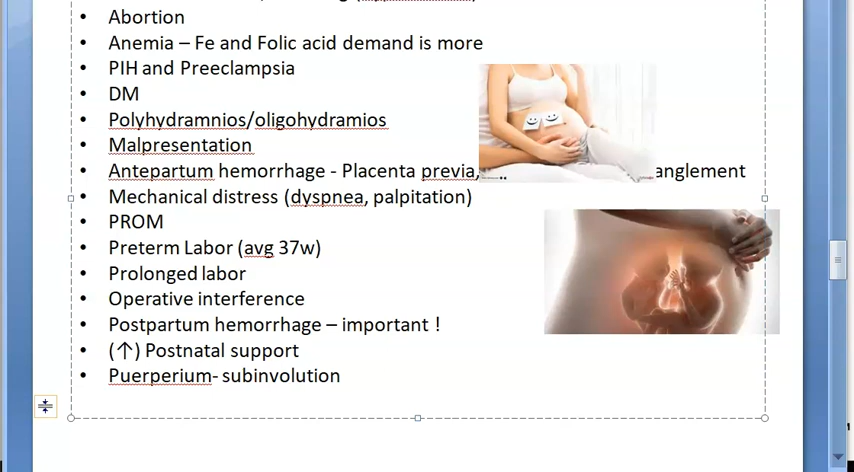 Abortion
Anemia – Fe and Folic acid demand is more
PIH and Preeclampsia
DM
Polyhydramnios/oligohydramios
Malpresentation
Antepartum hemorrhage - Placenta previa, anglement
Mechanical distress (dyspnea, palpitation)
PROM
Preterm Labor (avg 37w)
Prolonged labor
Operative interference
Postpartum hemorrhage – important !
(↑) Postnatal support
Puerperium- subinvolution